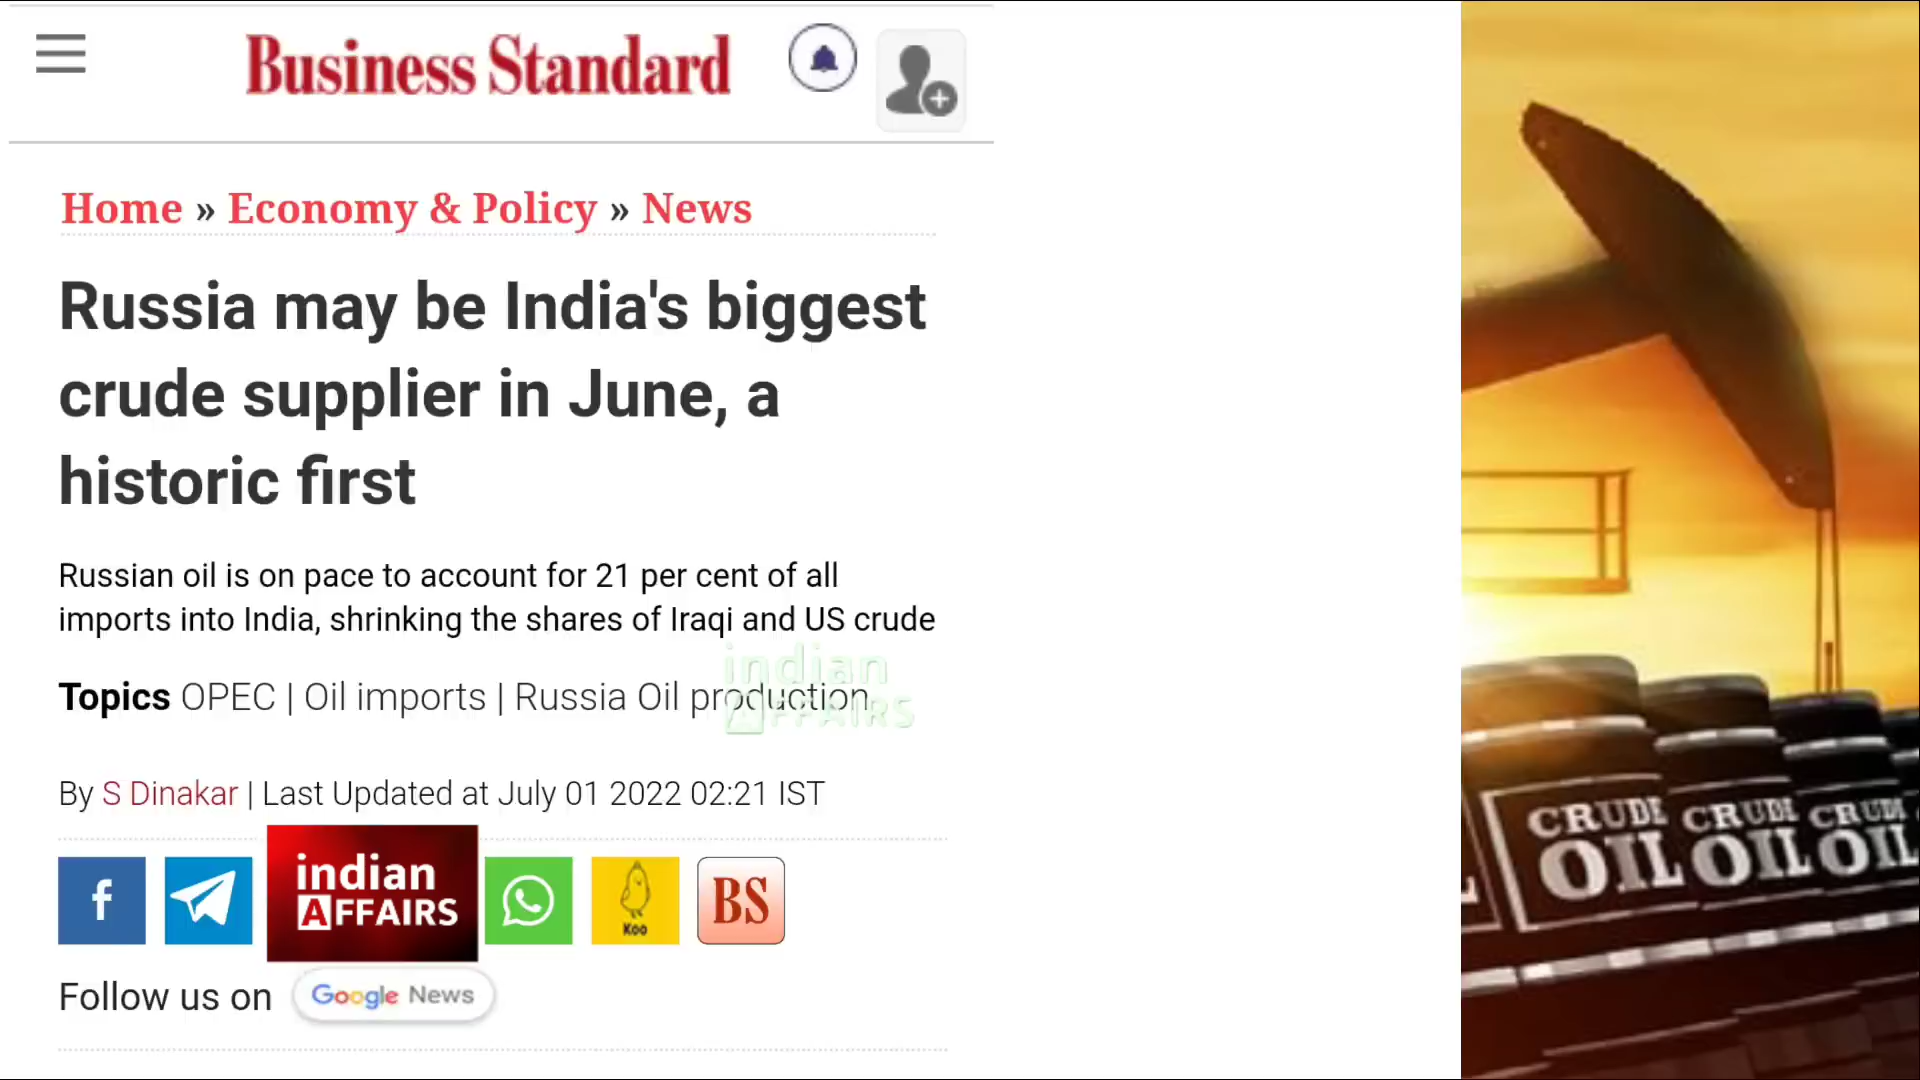 Business Standard
Home » Economy & Policy » News
Russia may be India's biggest
crude supplier in June, a
historic first
Russian oil is on pace to account for 21 per cent of all
imports into India, shrinking the shares of Iraqi and US crude
indian
AFFAIRS
Topics OPEC | Oil imports | Russia Oil production
By S Dinakar | Last Updated at July 01 2022 02:21 IST
f
indian
AFFAIRS
Koo
BS
Follow us on Google News
CRUDE OIL
CRUDE OIL
CRUDE OIL